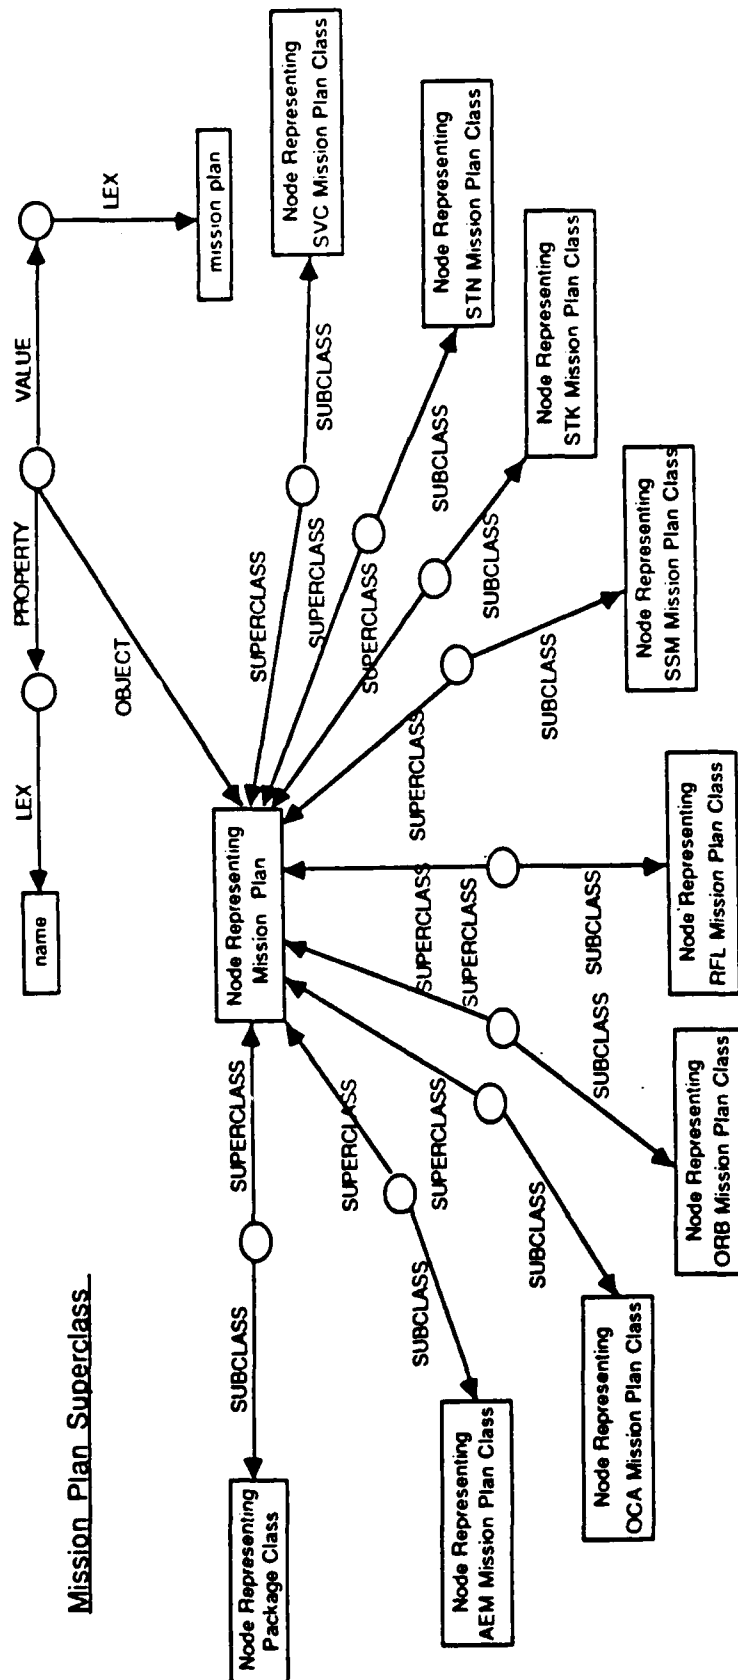 Mission Plan Superclass
name
LEX
PROPERTY
VALUE
LEX
mission plan
OBJECT
Node Representing
Package Class
SUBCLASS
SUPERCLASS
Node Representing
Mission Plan
SUPERCLASS
SUBCLASS
Node Representing
SVC Mission Plan Class
SUPERCLASS
SUBCLASS
Node Representing
STN Mission Plan Class
SUPERCLASS
SUBCLASS
Node Representing
STK Mission Plan Class
SUPERCLASS
SUBCLASS
Node Representing
SSM Mission Plan Class
SUPERCLASS
SUBCLASS
Node Representing
RFL Mission Plan Class
SUPERCLASS
SUBCLASS
Node Representing
ORB Mission Plan Class
SUPERCLASS
SUBCLASS
Node Representing
OCA Mission Plan Class
SUPERCLASS
SUBCLASS
Node Representing
AEM Mission Plan Class